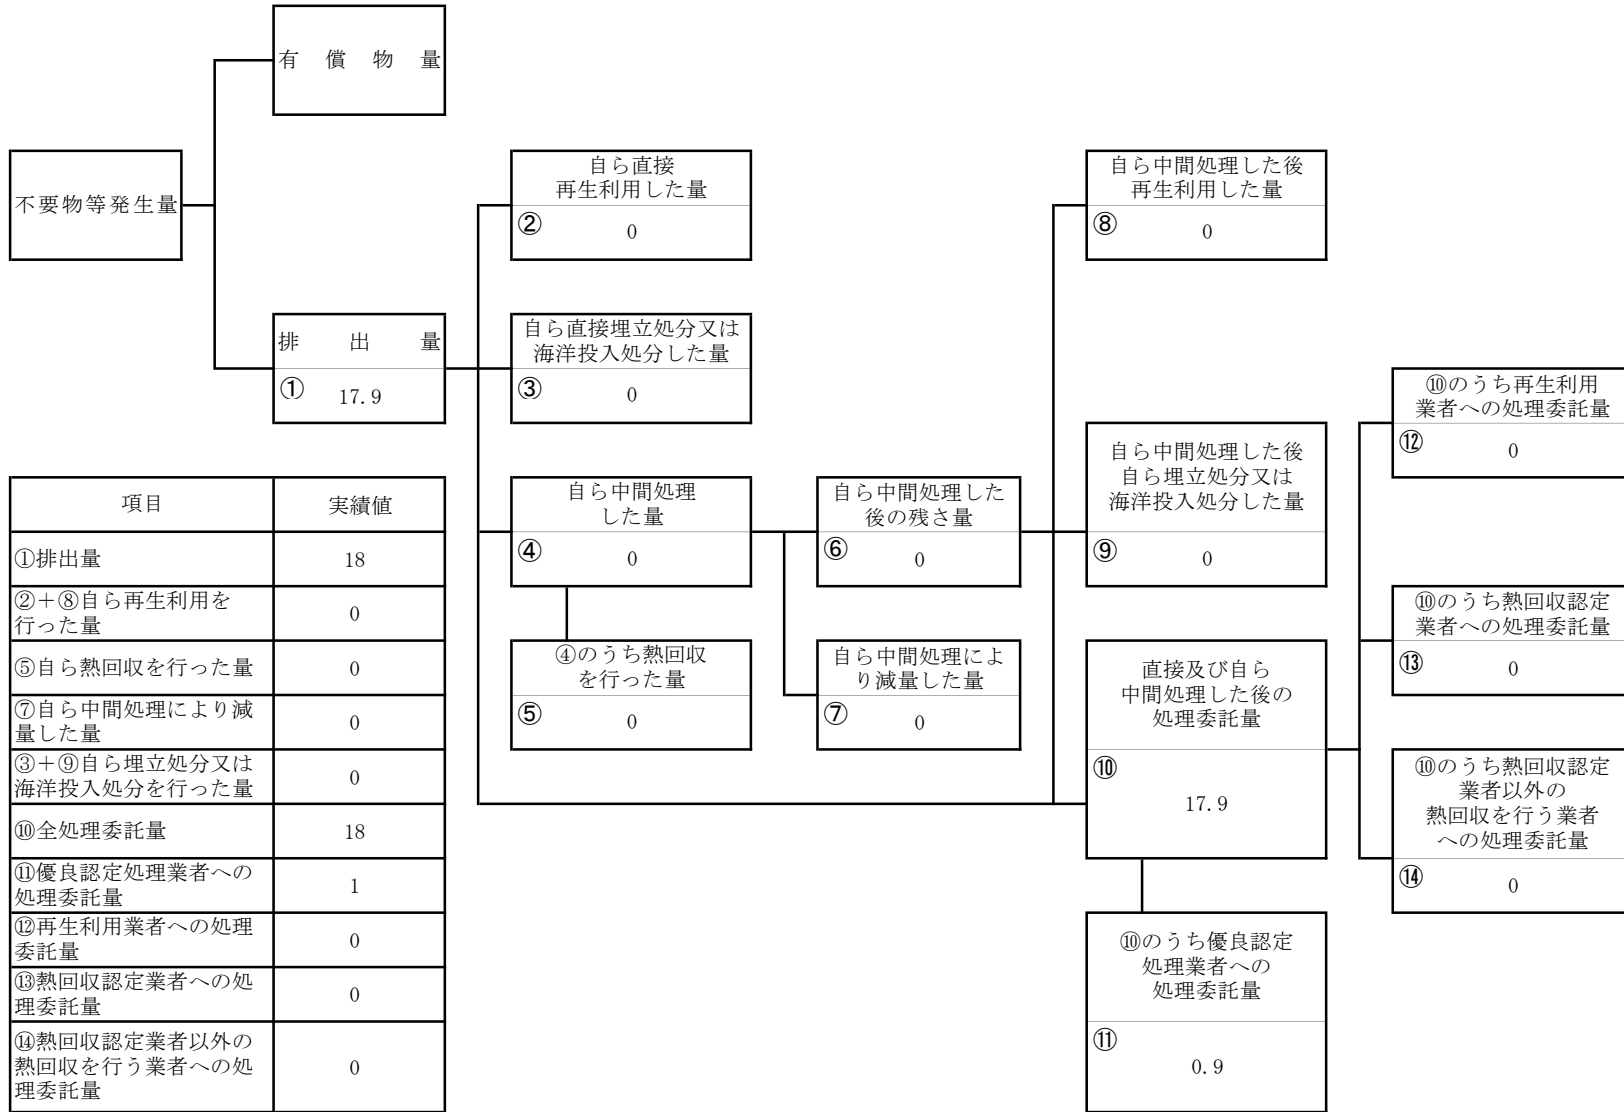 有償物量
不要物等発生量
排出量
①
17.9
自ら直接
再生利用した量
②
0
自ら直接埋立処分又は
海洋投入処分した量
③
0
自ら中間処理
した量
④
0
④のうち熱回収
を行った量
⑤
0
自ら中間処理した
後の残さ量
⑥
0
自ら中間処理によ
り減量した量
⑦
0
自ら中間処理した後
再生利用した量
⑧
0
自ら中間処理した後
自ら埋立処分又は
海洋投入処分した量
⑨
0
直接及び自ら
中間処理した後の
処理委託量
⑩
17.9
⑩のうち優良認定
処理業者への
処理委託量
⑪
0.9
⑩のうち再生利用
業者への処理委託量
⑫
0
⑩のうち熱回収認定
業者への処理委託量
⑬
0
⑩のうち熱回収認定
業者以外の
熱回収を行う業者
への処理委託量
⑭
0
項目 実績値
①排出量 18
②+⑧自ら再生利用を
行った量 0
⑤自ら熱回収を行った量 0
⑦自ら中間処理により減
量した量 0
③+⑨自ら埋立処分又は
海洋投入処分を行った量 0
⑩全処理委託量 18
⑪優良認定処理業者への
処理委託量 1
⑫再生利用業者への処理
委託量 0
⑬熱回収認定業者への処
理委託量 0
⑭熱回収認定業者以外の
熱回収を行う業者への処
理委託量 0